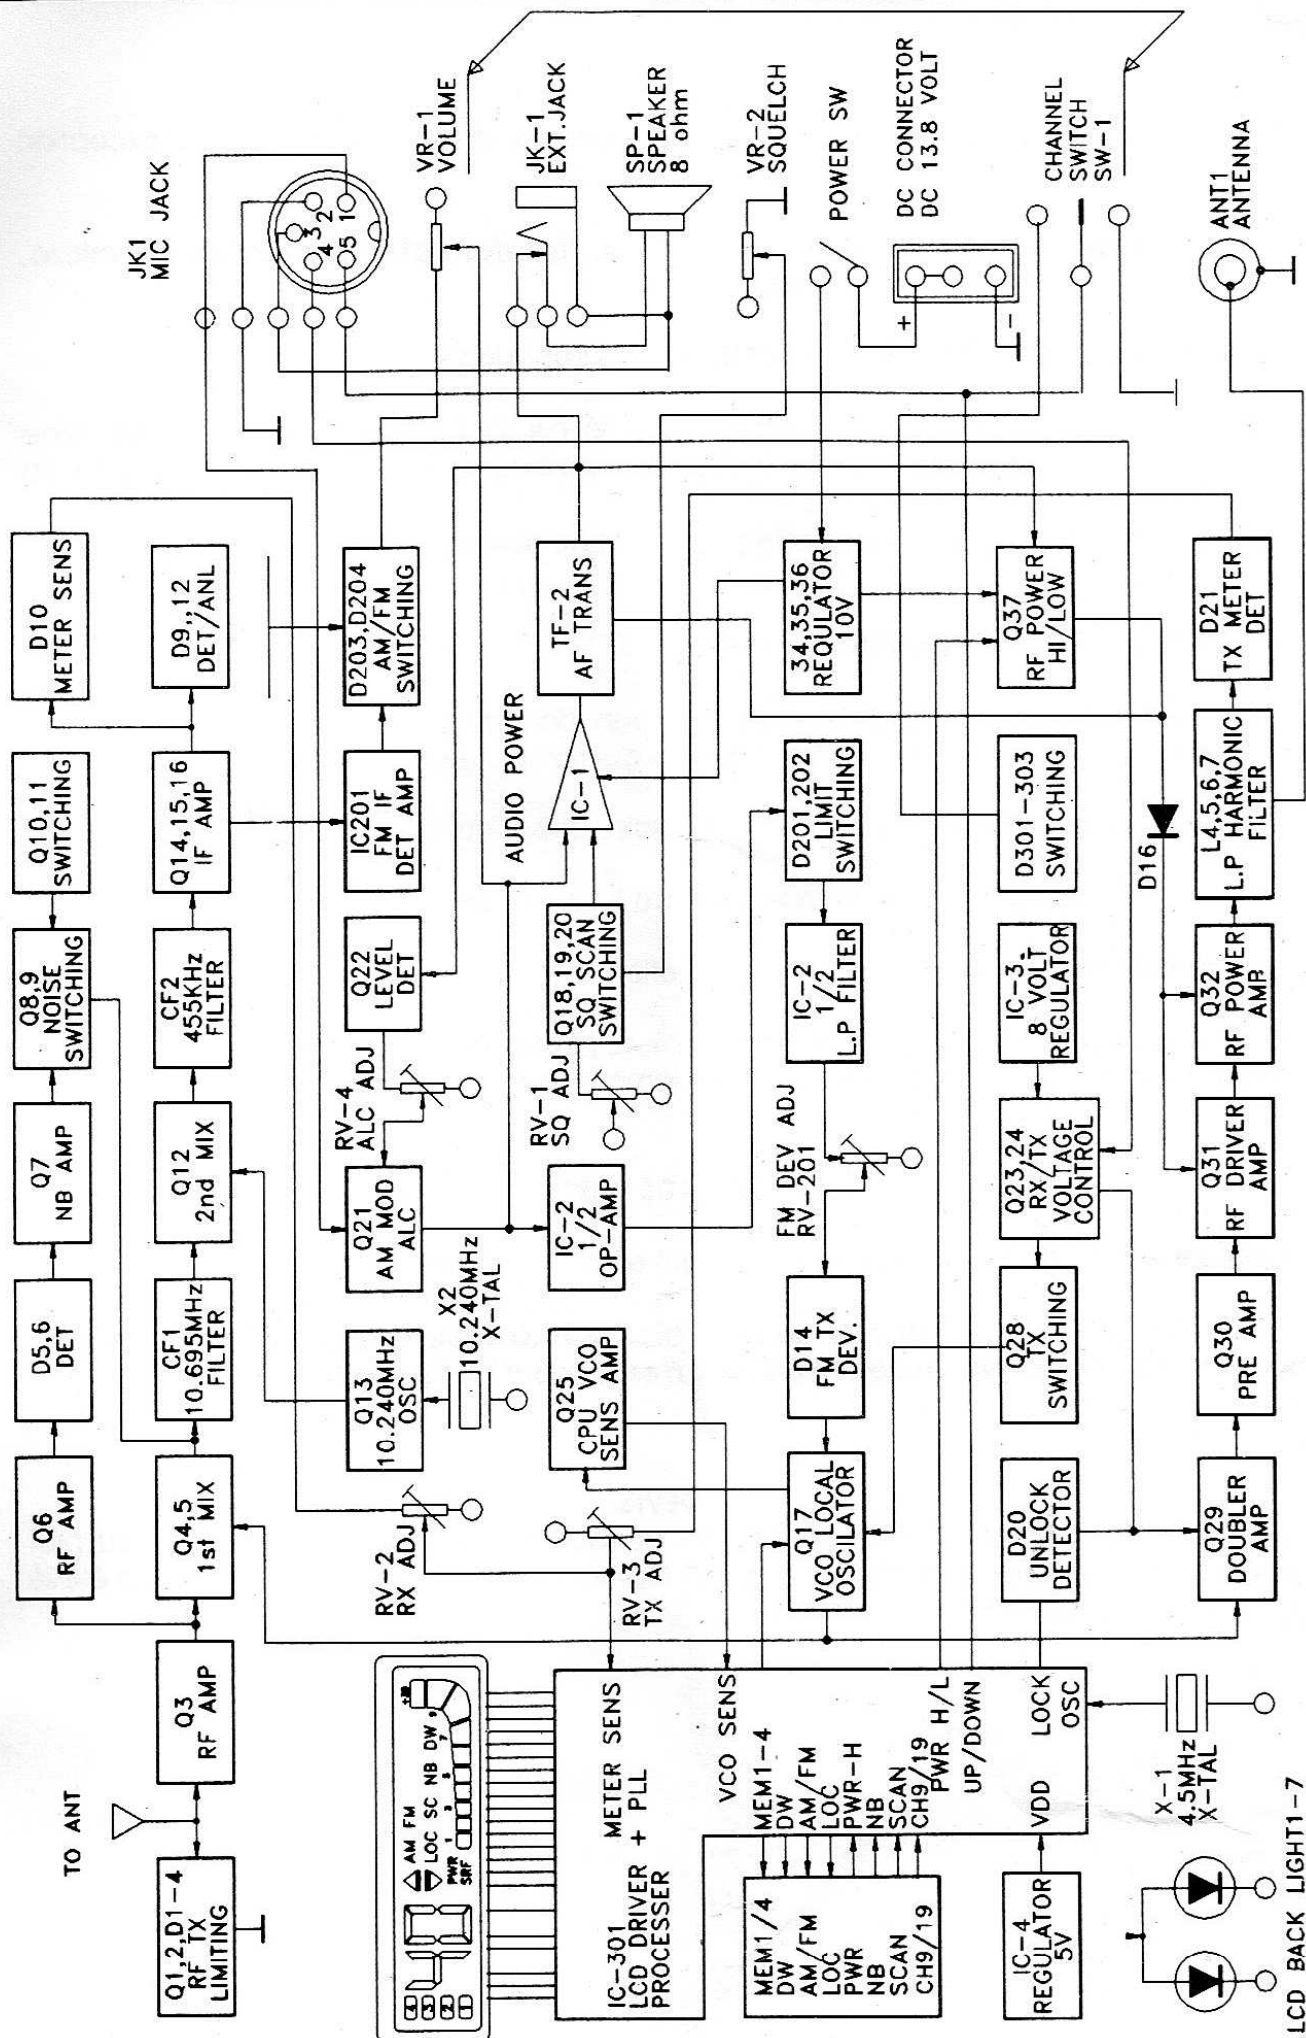 TO ANT
Q1,2,D1-4
RF TX
LIMITING
Q3
RF AMP
Q6
RF AMP
D5,6
DET
Q7
NB AMP
Q8,9
NOISE
SWITCHING
Q10,11
SWITCHING
D10
METER SENS
Q4,5
1st MIX
CF1
10.695MHz
FILTER
Q12
2nd MIX
CF2
455KHz
FILTER
Q14,15,16
IF AMP
D9,,12
DET/ANL
Q13
10.240MHz
OSC
X2
10.240MHz
X-TAL
Q21
AM MOD
ALC
RV-4
ALC ADJ
Q22
LEVEL
DET
IC201
FM IF
DET AMP
D203,D204
AM/FM
SWITCHING
JK1
MIC JACK
1
2
3
4
5
VR-1
VOLUME
JK-1
EXT.JACK
SP-1
SPEAKER
8 ohm
VR-2
SQUELCH
POWER SW
DC CONNECTOR
DC 13.8 VOLT
+
-
CHANNEL
SWITCH
SW-1
ANT1
ANTENNA
RV-2
RX ADJ
RV-3
TX ADJ
Q25
CPU VCO
SENS AMP
IC-2
1/2
OP-AMP
RV-1
SQ ADJ
Q18,19,20
SQ SCAN
SWITCHING
AUDIO POWER
IC-1
TF-2
AF TRANS
Q17
VCO LOCAL
OSCILATOR
D14
FM TX
DEV.
FM DEV ADJ
RV-201
IC-2
1/2
L.P FILTER
D201,202
LIMIT
SWITCHING
34,35,36
REQULATOR
10V
D20
UNLOCK
DETECTOR
Q28
TX
SWITCHING
Q23,24
RX/TX
VOLTAGE
CONTROL
IC-3.
8 VOLT
REGULATOR
D301-303
SWITCHING
Q37
RF POWER
HI/LOW
D16
Q29
DOUBLER
AMP
Q30
PRE AMP
Q31
RF DRIVER
AMP
Q32
RF POWER
AMP.
L4,5,6,7
L.P HARMONIC
FILTER
D21
TX METER
DET
4
3
2
1
40
AM FM
LOC SC NB DW
PWR
SRF
1 3 5 7 9
+30
IC-301
LCD DRIVER
PROCESSER
METER SENS
+ PLL
VCO SENS
MEM1-4
DW
AM/FM
LOC
PWR-H
NB
SCAN
CH9/19
PWR H/L
UP/DOWN
VDD
LOCK
OSC
MEM1/4
DW
AM/FM
LOC
PWR
NB
SCAN
CH9/19
IC-4
REGULATOR
5V
X-1
4.5MHz
X-TAL
LCD BACK LIGHT1-7